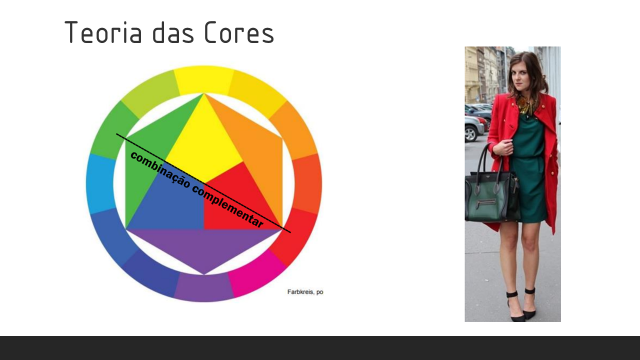 Teoria das Cores
combinação complementar
Farbkreis, po